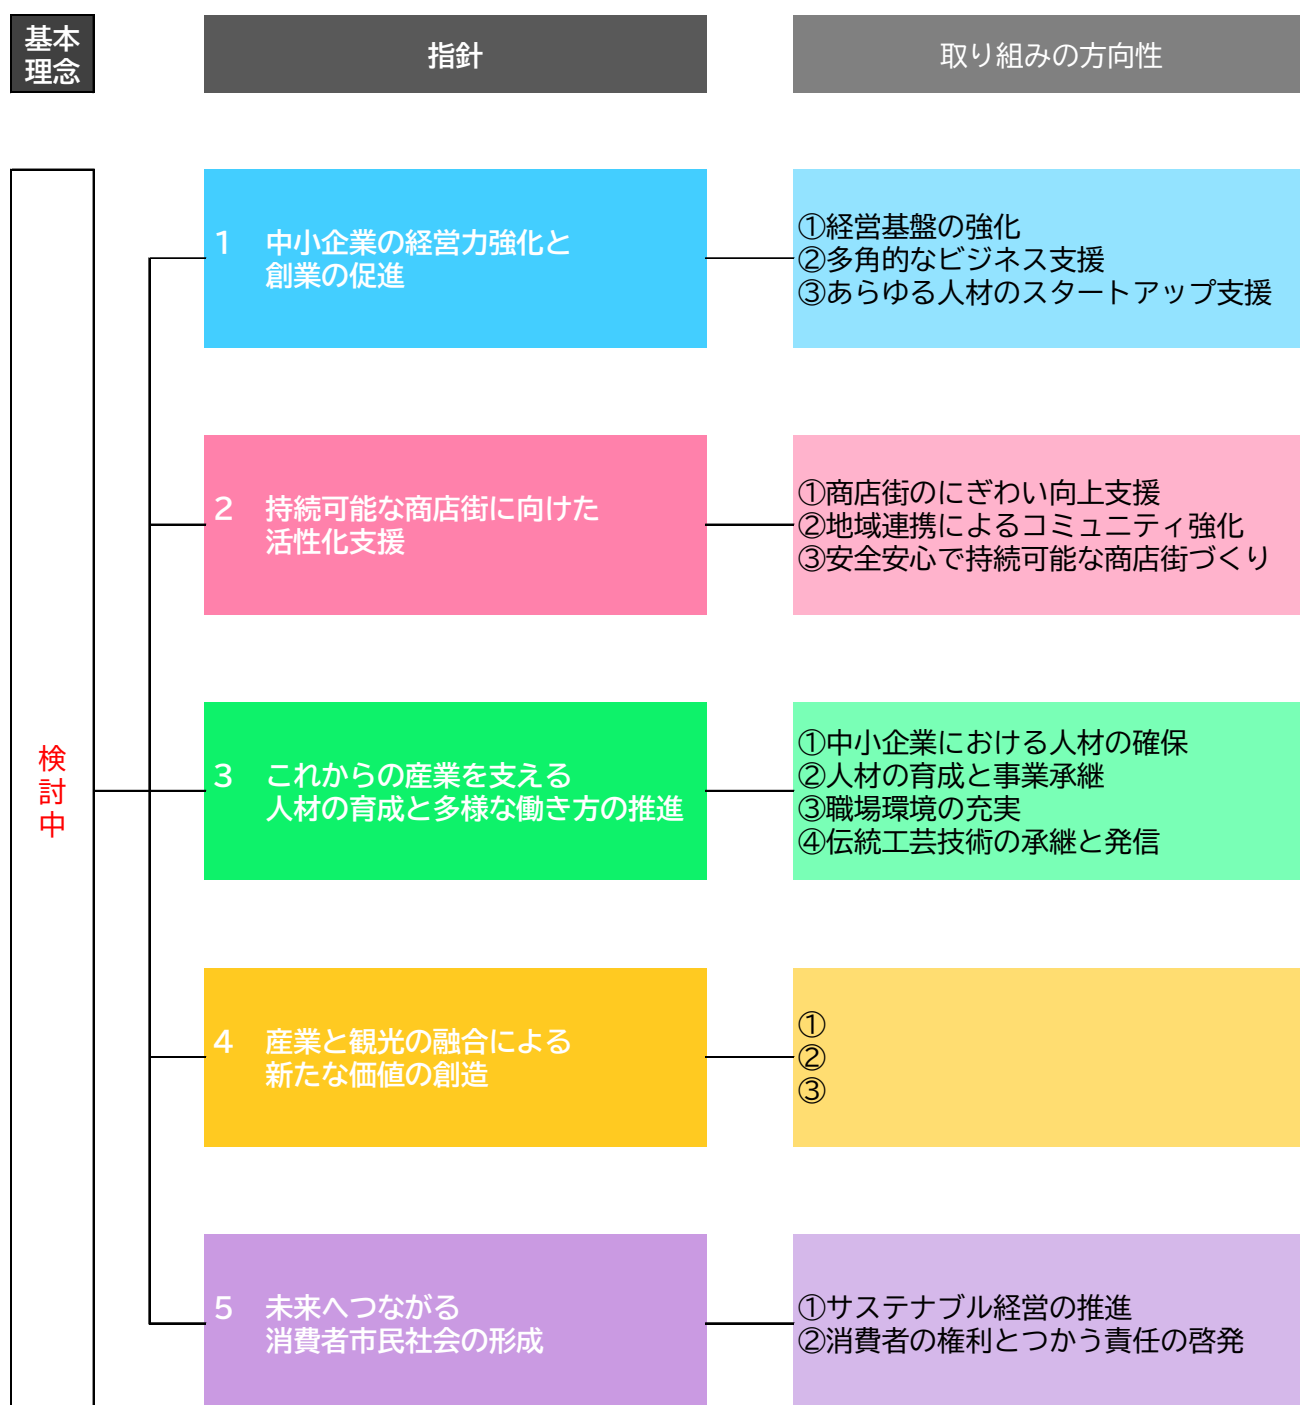 基本
理念
指針
取り組みの方向性
検
討
中
1　中小企業の経営力強化と
創業の促進
①経営基盤の強化
②多角的なビジネス支援
③あらゆる人材のスタートアップ支援
2　持続可能な商店街に向けた
活性化支援
①商店街のにぎわい向上支援
②地域連携によるコミュニティ強化
③安全安心で持続可能な商店街づくり
3　これからの産業を支える
人材の育成と多様な働き方の推進
①中小企業における人材の確保
②人材の育成と事業承継
③職場環境の充実
④伝統工芸技術の承継と発信
4　産業と観光の融合による
新たな価値の創造
①
②
③
5　未来へつながる
消費者市民社会の形成
①サステナブル経営の推進
②消費者の権利とつかう責任の啓発